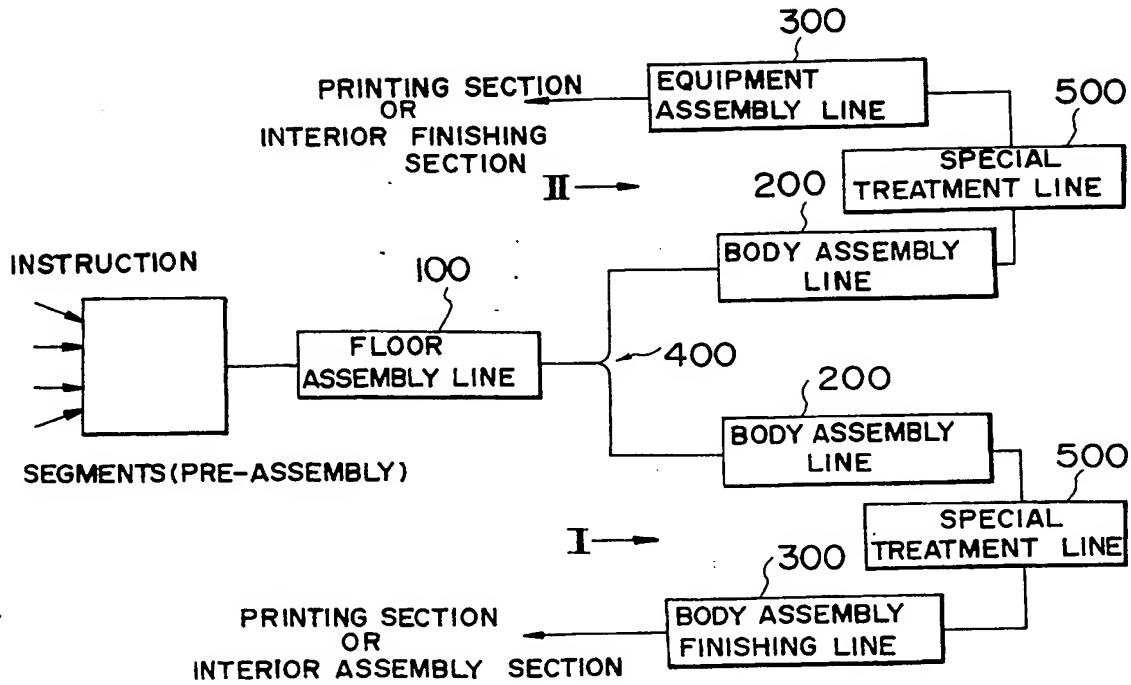 300
PRINTING SECTION
OR
INTERIOR FINISHING
SECTION
EQUIPMENT
ASSEMBLY LINE
500
SPECIAL
TREATMENT LINE
II
200
BODY ASSEMBLY
LINE
INSTRUCTION
100
FLOOR
ASSEMBLY LINE
400
SEGMENTS (PRE-ASSEMBLY)
200
BODY ASSEMBLY
LINE
500
SPECIAL
TREATMENT LINE
I
300
BODY ASSEMBLY
FINISHING LINE
PRINTING SECTION
OR
INTERIOR ASSEMBLY SECTION